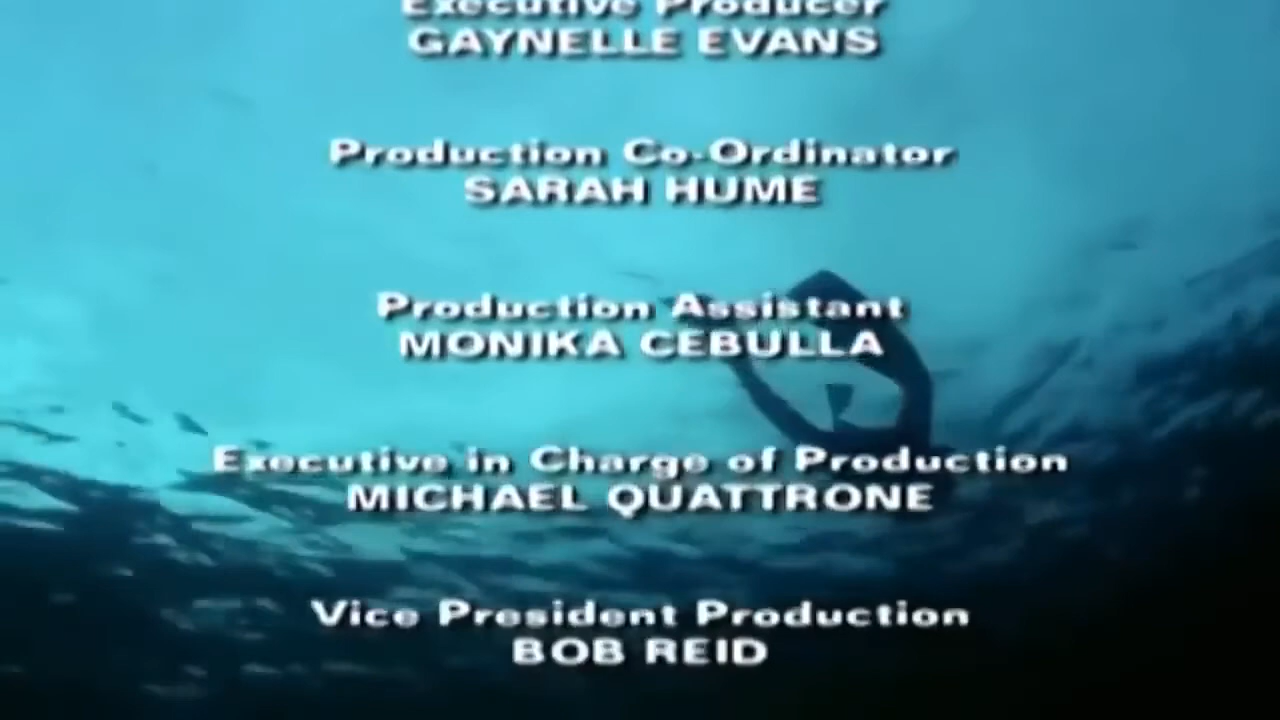 Executive Producer
GAYNELLE EVANS
Production Co-Ordinator
SARAH HUME
Production Assistant
MONIKA CEBULLA
Executive in Charge of Production
MICHAEL QUATTRONE
Vice President Production
BOB REID